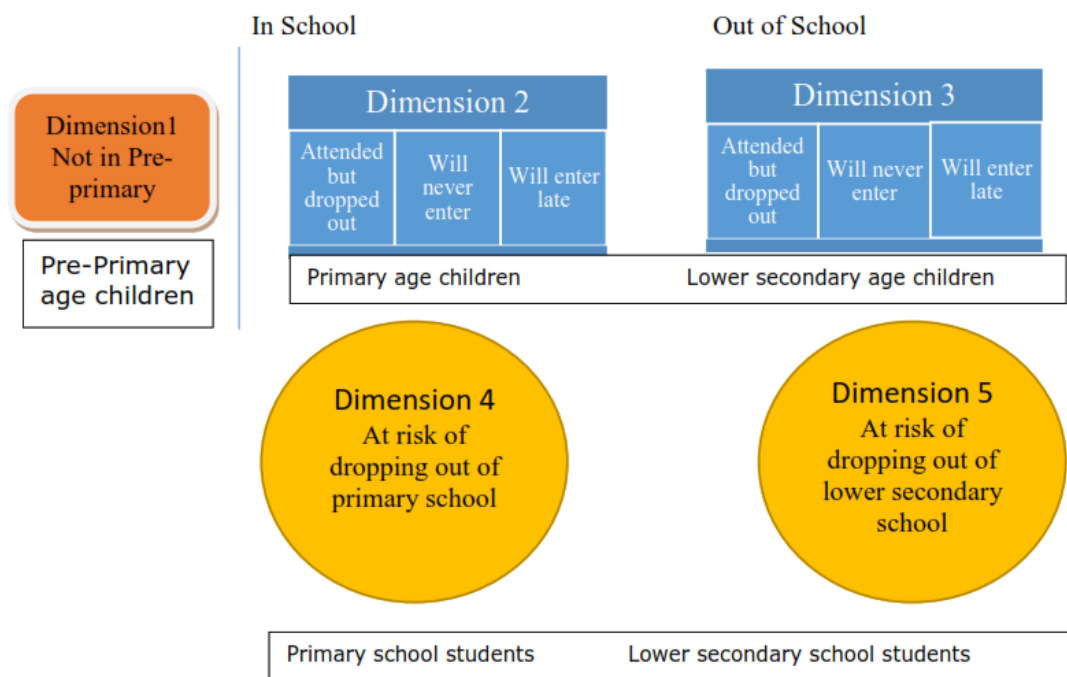 In School
Out of School
Dimension1
Not in Pre-
primary
Pre-Primary
age children
Dimension 2
Attended
but
dropped
out
Will
never
enter
Will enter
late
Dimension 3
Attended
but
dropped
out
Will never
enter
Will enter
late
Primary age children
Lower secondary age children
Dimension 4
At risk of
dropping out of
primary school
Dimension 5
At risk of
dropping out of
lower secondary
school
Primary school students
Lower secondary school students